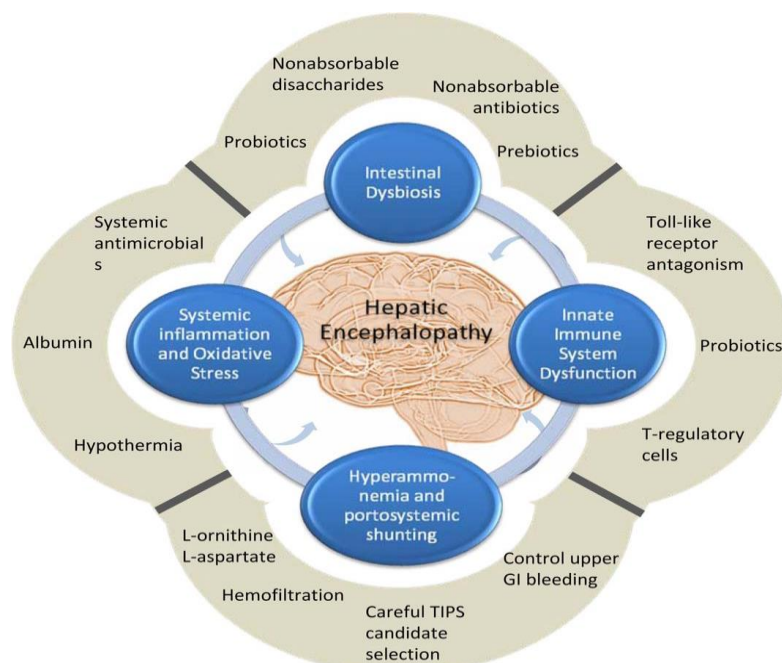 Nonabsorbable
disaccharides
Nonabsorbable
antibiotics
Probiotics
Prebiotics
Intestinal
Dysbiosis
Systemic
antimicrobial
s
Toll-like
receptor
antagonism
Hepatic
Encephalopathy
Systemic
inflammation
and Oxidative
Stress
Innate
Immune
System
Dysfunction
Albumin
Probiotics
Hypothermia
T-regulatory
cells
Hyperammo-
nemia and
portosystemic
shunting
L-ornithine
L-aspartate
Control upper
GI bleeding
Hemofiltration
Careful TIPS
candidate
selection